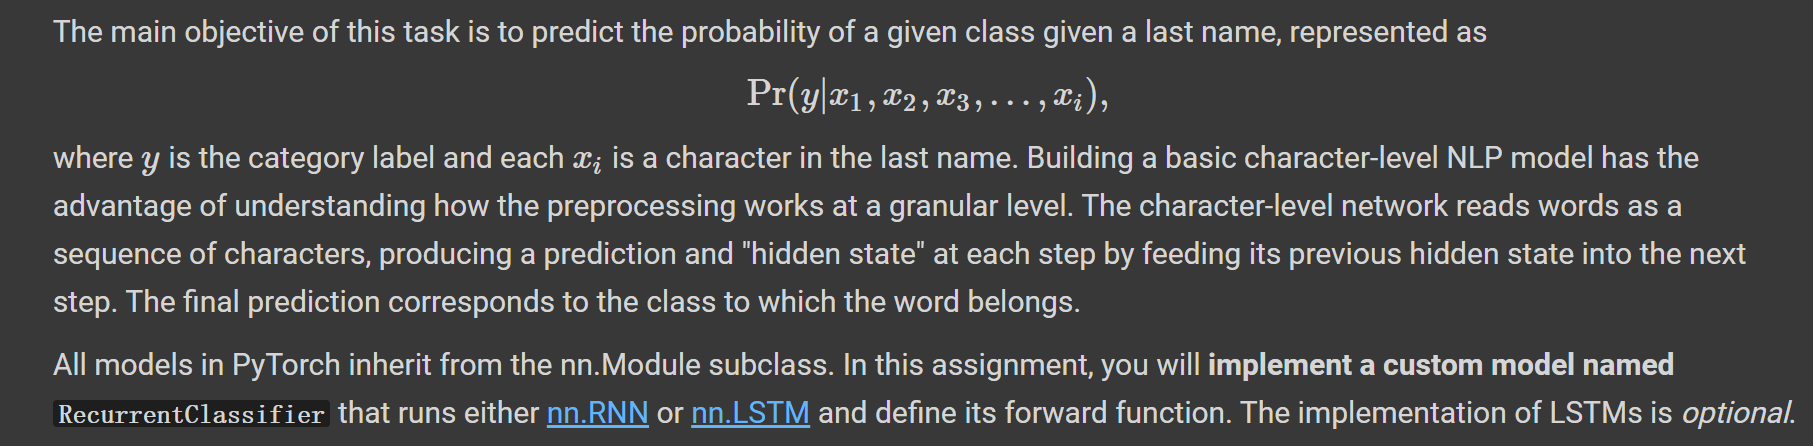 The main objective of this task is to predict the probability of a given class given a last name, represented as
Pr(y|x₁, x₂, x₃, . . . , xᵢ),
where y is the category label and each xᵢ is a character in the last name. Building a basic character-level NLP model has the
advantage of understanding how the preprocessing works at a granular level. The character-level network reads words as a
sequence of characters, producing a prediction and "hidden state" at each step by feeding its previous hidden state into the next
step. The final prediction corresponds to the class to which the word belongs.
All models in PyTorch inherit from the nn.Module subclass. In this assignment, you will implement a custom model named
RecurrentClassifier that runs either nn.RNN or nn.LSTM and define its forward function. The implementation of LSTMs is optional.